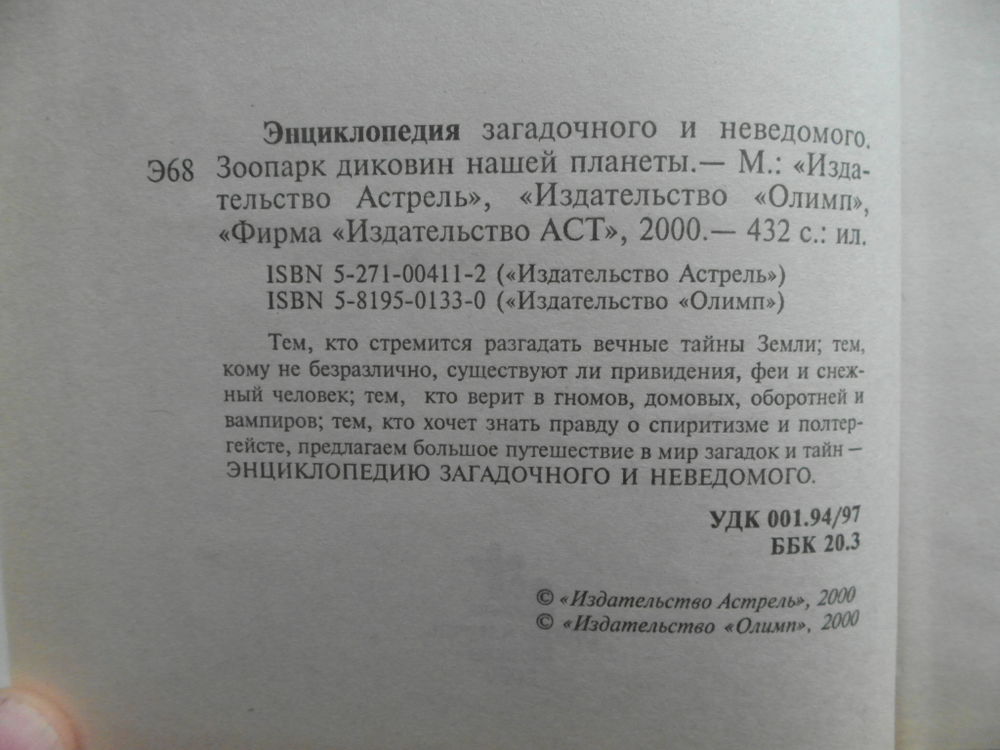 Энциклопедия загадочного и неведомого.
Э68 Зоопарк диковин нашей планеты.— М.: «Изда-
тельство Астрель», «Издательство «Олимп»,
«Фирма «Издательство АСТ», 2000.— 432 с.: ил.
ISBN 5-271-00411-2 («Издательство Астрель»)
ISBN 5-8195-0133-0 («Издательство «Олимп»)
Тем, кто стремится разгадать вечные тайны Земли; тем,
кому не безразлично, существуют ли привидения, феи и снеж-
ный человек; тем, кто верит в гномов, домовых, оборотней и
вампиров; тем, кто хочет знать правду о спиритизме и полтер-
гейсте, предлагаем большое путешествие в мир загадок и тайн —
ЭНЦИКЛОПЕДИЮ ЗАГАДОЧНОГО И НЕВЕДОМОГО.
УДК 001.94/97
ББК 20.3
© «Издательство Астрель», 2000
© «Издательство «Олимп», 2000